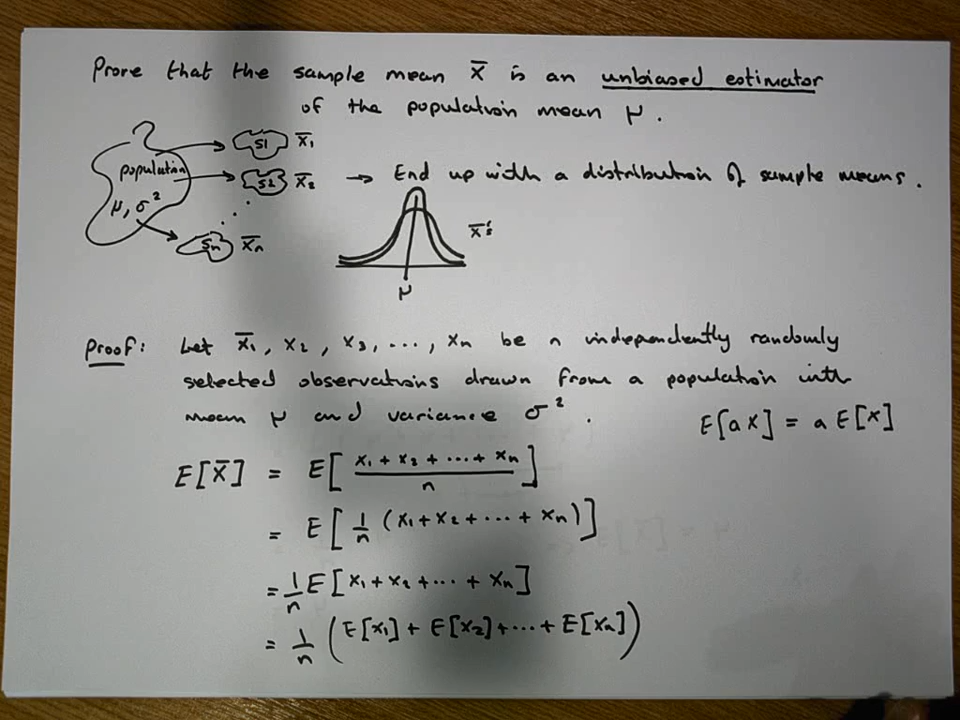 Prove that the sample mean X̄ is an unbiased estimator
of the population mean μ.
population
μ, σ²
S1 X̄₁
S2 X̄₂
Sn X̄ₙ
→ End up with a distribution of sample means.
X̄'s
μ
Proof: Let X̄₁, X₂, X₃, ..., Xₙ be n independently randomly
selected observations drawn from a population with
mean μ and variance σ².
E[aX] = a E[X]
E[X̄] = E[(X₁ + X₂ + ... + Xₙ)/n]
= E[1/n (X₁ + X₂ + ... + Xₙ)]
= 1/n E[X₁ + X₂ + ... + Xₙ]
= 1/n (E[X₁] + E[X₂] + ... + E[Xₙ])